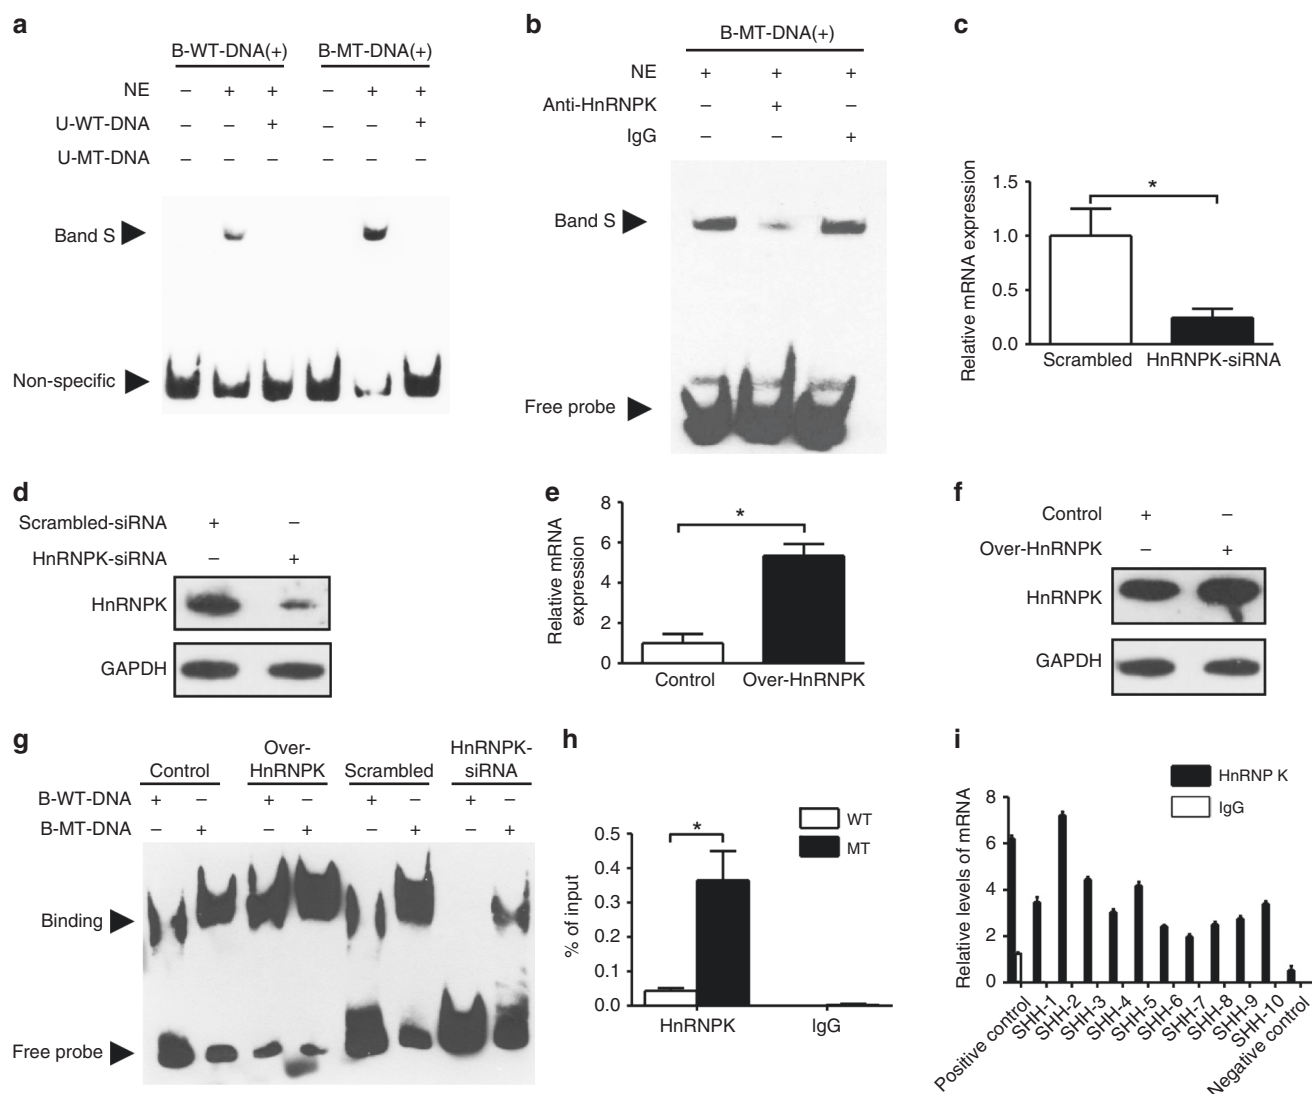 a
B-WT-DNA(+) B-MT-DNA(+)
NE – + + – + +
U-WT-DNA – – + – – +
U-MT-DNA – – – – – –
Band S
Non-specific
b
B-MT-DNA(+)
NE + + +
Anti-HnRNPK – + –
IgG – – +
Band S
Free probe
c
Relative mRNA expression
1.5
1.0
0.5
0.0
*
Scrambled HnRNPK-siRNA
d
Scrambled-siRNA + –
HnRNPK-siRNA – +
HnRNPK
GAPDH
e
Relative mRNA
expression
8
6
4
2
0
*
Control Over-HnRNPK
f
Control + –
Over-HnRNPK – +
HnRNPK
GAPDH
g
Control Over-HnRNPK Scrambled HnRNPK-siRNA
B-WT-DNA + – + – + – + –
B-MT-DNA – + – + – + – +
Binding
Free probe
h
% of input
0.5
0.4
0.3
0.2
0.1
0.0
*
WT
MT
HnRNPK IgG
i
Relative levels of mRNA
8
6
4
2
0
HnRNP K
IgG
Positive control
SHH-1
SHH-2
SHH-3
SHH-4
SHH-5
SHH-6
SHH-7
SHH-8
SHH-9
SHH-10
Negative control